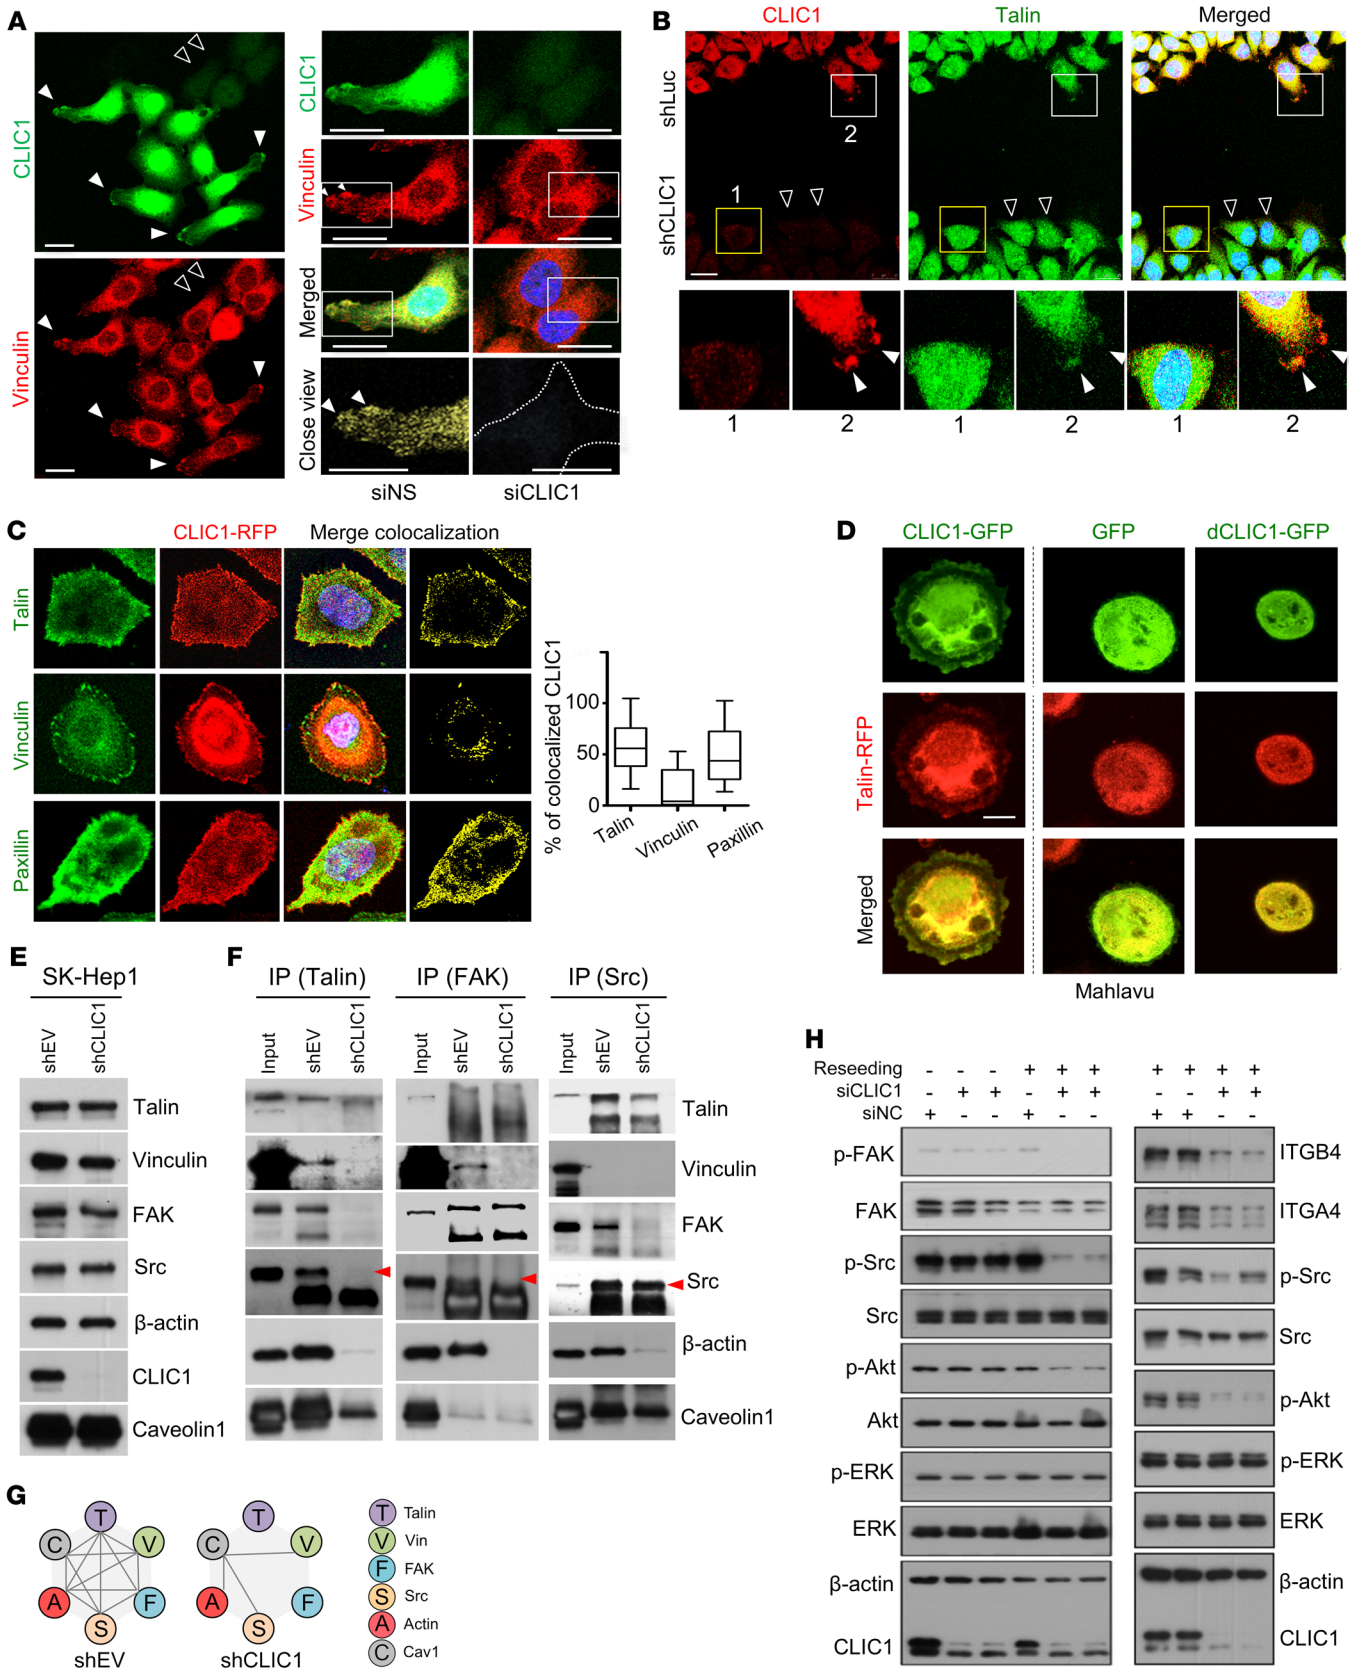 A
CLIC1
Vinculin
CLIC1
Vinculin
Merged
Close view
siNS
siCLIC1
B
CLIC1
Talin
Merged
shLuc
shCLIC1
2
1
1
2
1
2
1
2
C
CLIC1-RFP
Merge colocalization
Talin
Vinculin
Paxillin
% of colocalized CLIC1
100
50
0
Talin
Vinculin
Paxillin
D
CLIC1-GFP
GFP
dCLIC1-GFP
Talin-RFP
Merged
Mahlavu
E
SK-Hep1
shEV
shCLIC1
Talin
Vinculin
FAK
Src
β-actin
CLIC1
Caveolin1
F
IP (Talin)
IP (FAK)
IP (Src)
Input
shEV
shCLIC1
Input
shEV
shCLIC1
Input
shEV
shCLIC1
Talin
Vinculin
FAK
Src
β-actin
Caveolin1
G
T
C
V
A
F
S
shEV
T
C
V
A
F
S
shCLIC1
T Talin
V Vin
F FAK
S Src
A Actin
C Cav1
H
Reseeding - - - + + + + + + +
siCLIC1 - + + - + + - - + +
siNC + - - + - - + + - -
p-FAK
FAK
p-Src
Src
p-Akt
Akt
p-ERK
ERK
β-actin
CLIC1
ITGB4
ITGA4
p-Src
Src
p-Akt
p-ERK
ERK
β-actin
CLIC1